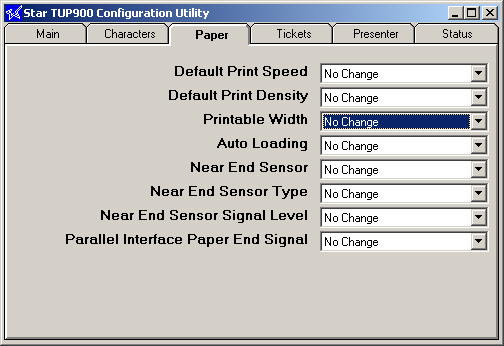 Star TUP900 Configuration Utility
Main Characters Paper Tickets Presenter Status
Default Print Speed No Change
Default Print Density No Change
Printable Width No Change
Auto Loading No Change
Near End Sensor No Change
Near End Sensor Type No Change
Near End Sensor Signal Level No Change
Parallel Interface Paper End Signal No Change